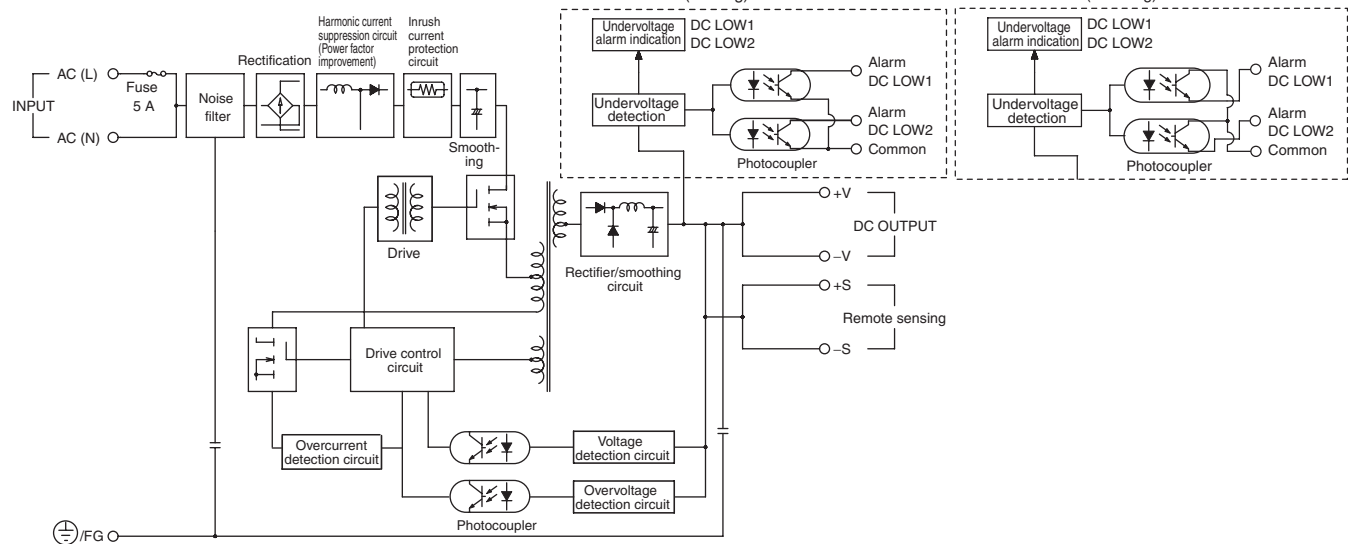 Undervoltage
alarm indication
DC LOW1
DC LOW2
Undervoltage
detection
Alarm
DC LOW1
Alarm
DC LOW2
Common
Photocoupler
Undervoltage
alarm indication
DC LOW1
DC LOW2
Undervoltage
detection
Alarm
DC LOW1
Alarm
DC LOW2
Common
Photocoupler
INPUT
AC (L)
AC (N)
Fuse
5 A
Noise
filter
Rectification
Harmonic current
suppression circuit
(Power factor
improvement)
Inrush
current
protection
circuit
Smooth-
ing
Drive
Rectifier/smoothing
circuit
+V
DC OUTPUT
–V
+S
Remote sensing
–S
Drive control
circuit
Overcurrent
detection circuit
Voltage
detection circuit
Overvoltage
detection circuit
Photocoupler
/FG